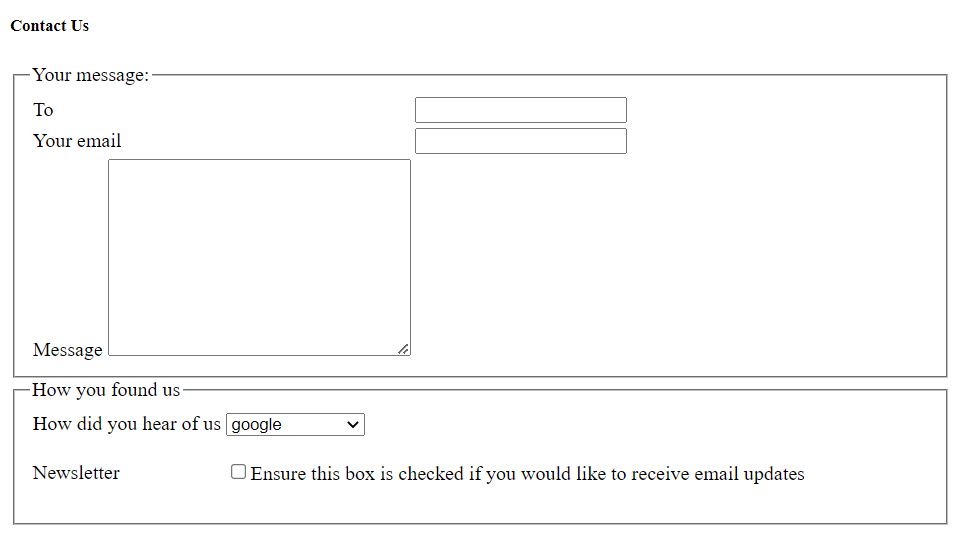 Contact Us
Your message:
To
Your email
Message
How you found us
How did you hear of us google
Newsletter Ensure this box is checked if you would like to receive email updates